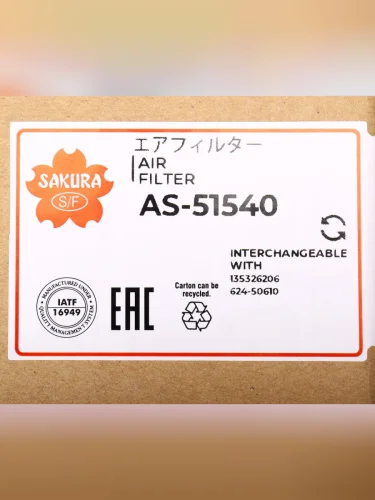 エアフィルター
AIR
FILTER
SAKURA
S/F
AS-51540
INTERCHANGEABLE
WITH
135326206
624-50610
MANUFACTURED UNDER
IATF
16949
QUALITY MANAGEMENT SYSTEM
EAC
Carton can be
recycled.